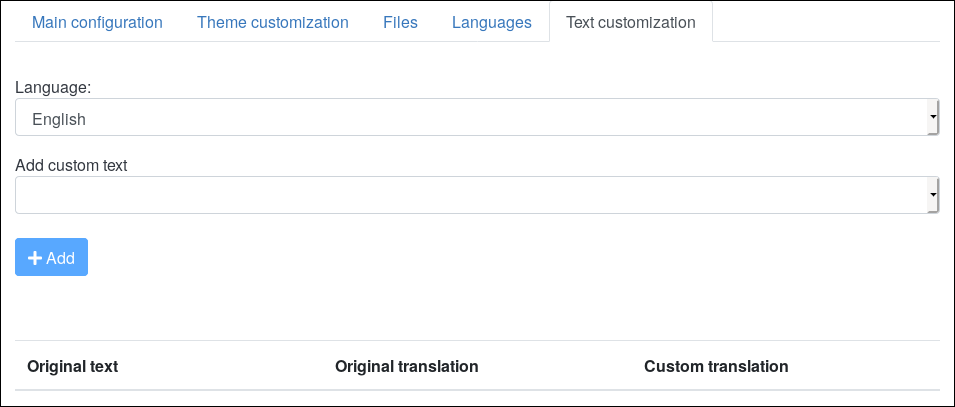 Main configuration Theme customization Files Languages Text customization
Language:
English
Add custom text
Add
Original text Original translation Custom translation